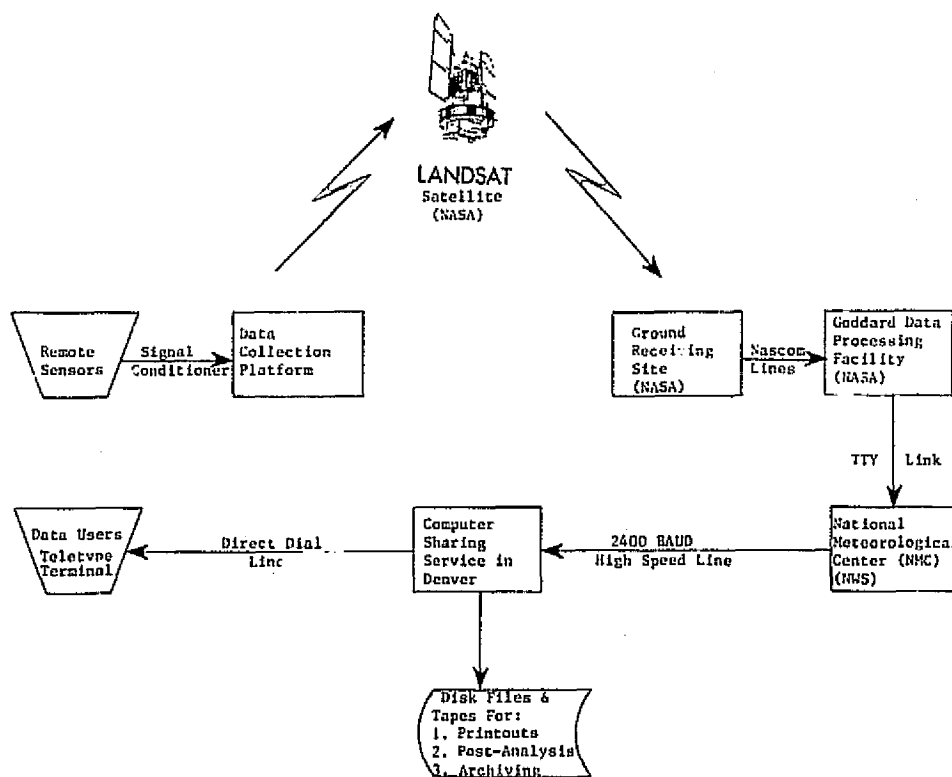 LANDSAT
Satellite
(NASA)
Remote
Sensors
Signal
Conditioner
Data
Collection
Platform
Ground
Receiving
Site
(NASA)
Nascom
Lines
Goddard Data
Processing
Facility
(NASA)
TTY Link
National
Meteorological
Center (NMC)
(NWS)
2400 BAUD
High Speed Line
Computer
Sharing
Service in
Denver
Direct Dial
Line
Data Users
Teletype
Terminal
Disk Files &
Tapes For:
1. Printouts
2. Post-Analysis
3. Archiving